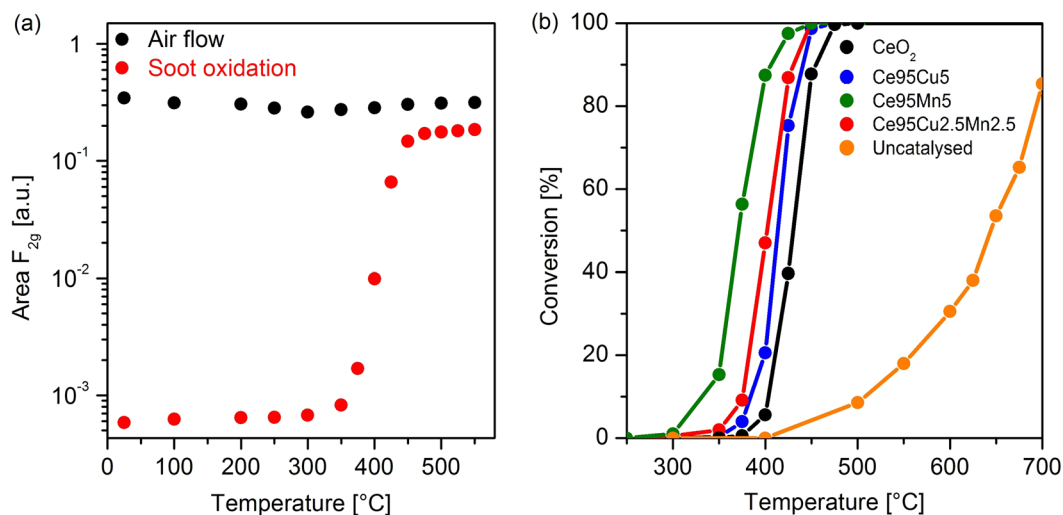 (a)
1
10⁻¹
10⁻²
10⁻³
Area F₂g [a.u.]
Air flow
Soot oxidation
0 100 200 300 400 500
Temperature [°C]
(b)
100
80
60
40
20
0
Conversion [%]
CeO₂
Ce95Cu5
Ce95Mn5
Ce95Cu2.5Mn2.5
Uncatalysed
300 400 500 600 700
Temperature [°C]